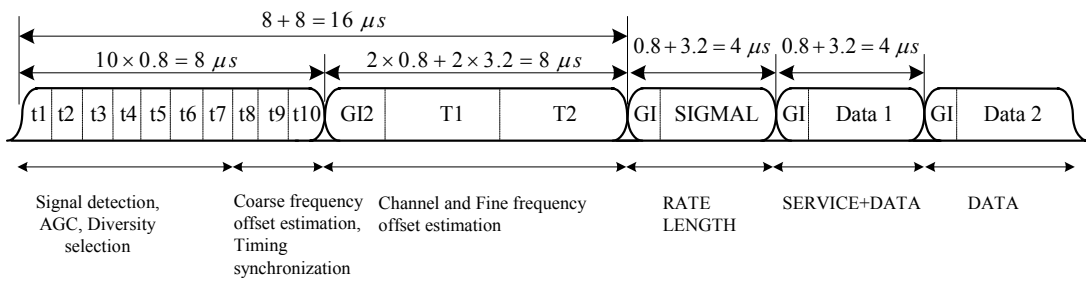 8 + 8 = 16 μs
10 × 0.8 = 8 μs
2 × 0.8 + 2 × 3.2 = 8 μs
0.8 + 3.2 = 4 μs
0.8 + 3.2 = 4 μs
t1 t2 t3 t4 t5 t6 t7 t8 t9 t10 GI2 T1 T2 GI SIGMAL GI Data 1 GI Data 2
Signal detection,
AGC, Diversity
selection
Coarse frequency
offset estimation,
Timing
synchronization
Channel and Fine frequency
offset estimation
RATE
LENGTH
SERVICE+DATA
DATA